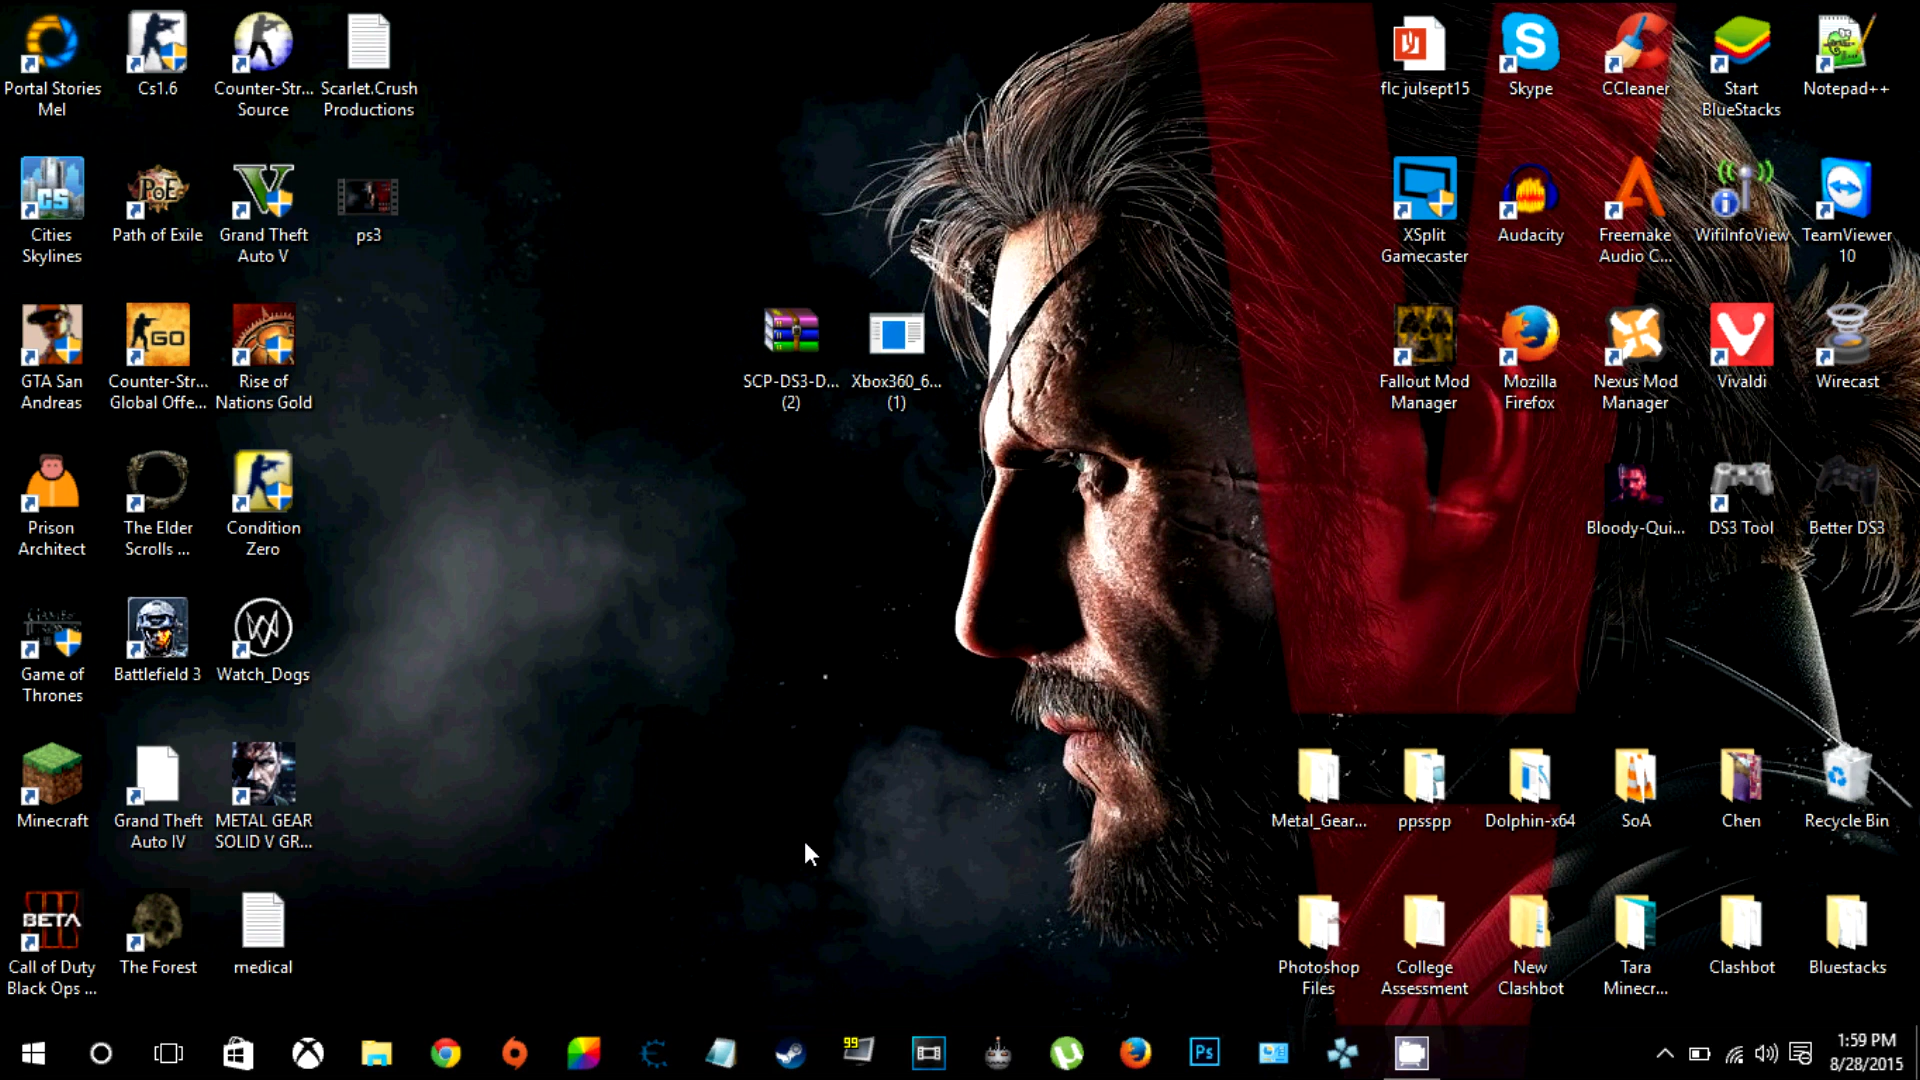 Portal Stories
Mel
Cs1.6
Counter-Str...
Source
Scarlet.Crush
Productions
flc julsept15
Skype
CCleaner
Start
BlueStacks
Notepad++
CS
Cities
Skylines
PoE
Path of Exile
Grand Theft
Auto V
ps3
XSplit
Gamecaster
Audacity
Freemake
Audio C...
WifiInfoView
TeamViewer
10
GTA San
Andreas
GO
Counter-Str...
Global Offe...
Rise of
Nations Gold
SCP-DS3-D...
(2)
Xbox360_6...
(1)
Fallout Mod
Manager
Mozilla
Firefox
Nexus Mod
Manager
Vivaldi
Wirecast
Prison
Architect
The Elder
Scrolls ...
Condition
Zero
Bloody-Qui...
DS3 Tool
Better DS3
Game of
Thrones
Battlefield 3
Watch_Dogs
Minecraft
Grand Theft
Auto IV
METAL GEAR
SOLID V GR...
Metal_Gear...
ppsspp
Dolphin-x64
SoA
Chen
Recycle Bin
BETA
Call of Duty
Black Ops ...
The Forest
medical
Photoshop
Files
College
Assessment
New
Clashbot
Tara
Minecr...
Clashbot
Bluestacks
99
Ps
1:59 PM
8/28/2015